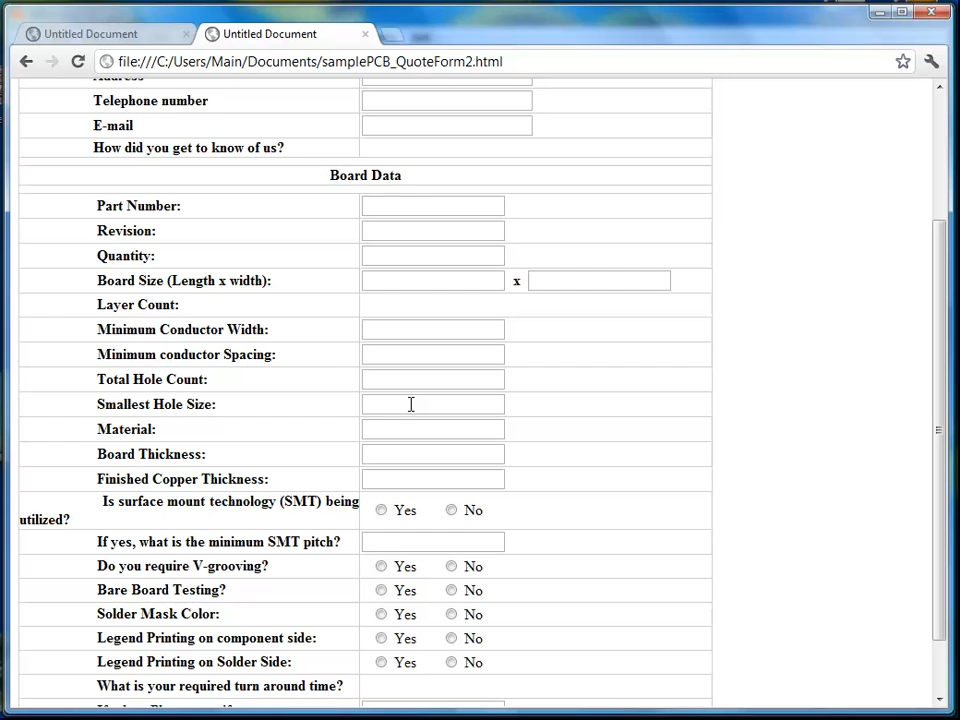 Untitled Document
Untitled Document
file:///C:/Users/Main/Documents/samplePCB_QuoteForm2.html
Telephone number
E-mail
How did you get to know of us?
Board Data
Part Number:
Revision:
Quantity:
Board Size (Length x width): x
Layer Count:
Minimum Conductor Width:
Minimum conductor Spacing:
Total Hole Count:
Smallest Hole Size:
Material:
Board Thickness:
Finished Copper Thickness:
Is surface mount technology (SMT) being
utilized? Yes No
If yes, what is the minimum SMT pitch?
Do you require V-grooving? Yes No
Bare Board Testing? Yes No
Solder Mask Color: Yes No
Legend Printing on component side: Yes No
Legend Printing on Solder Side: Yes No
What is your required turn around time?